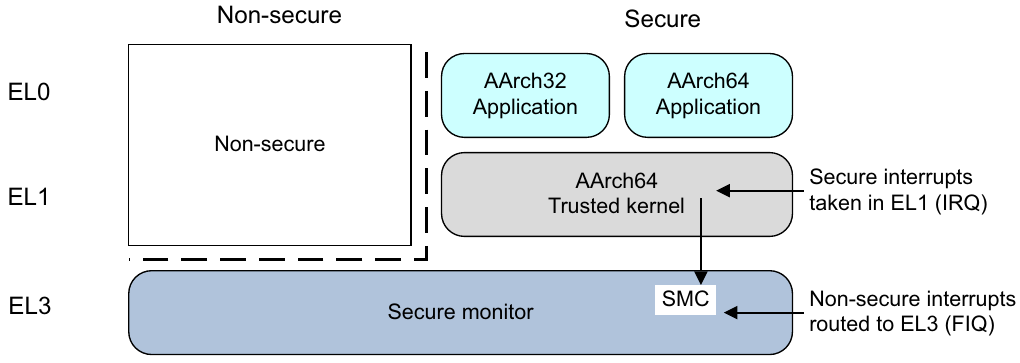 Non-secure
Secure
EL0
AArch32
Application
AArch64
Application
Non-secure
EL1
AArch64
Trusted kernel
Secure interrupts
taken in EL1 (IRQ)
EL3
Secure monitor
SMC
Non-secure interrupts
routed to EL3 (FIQ)